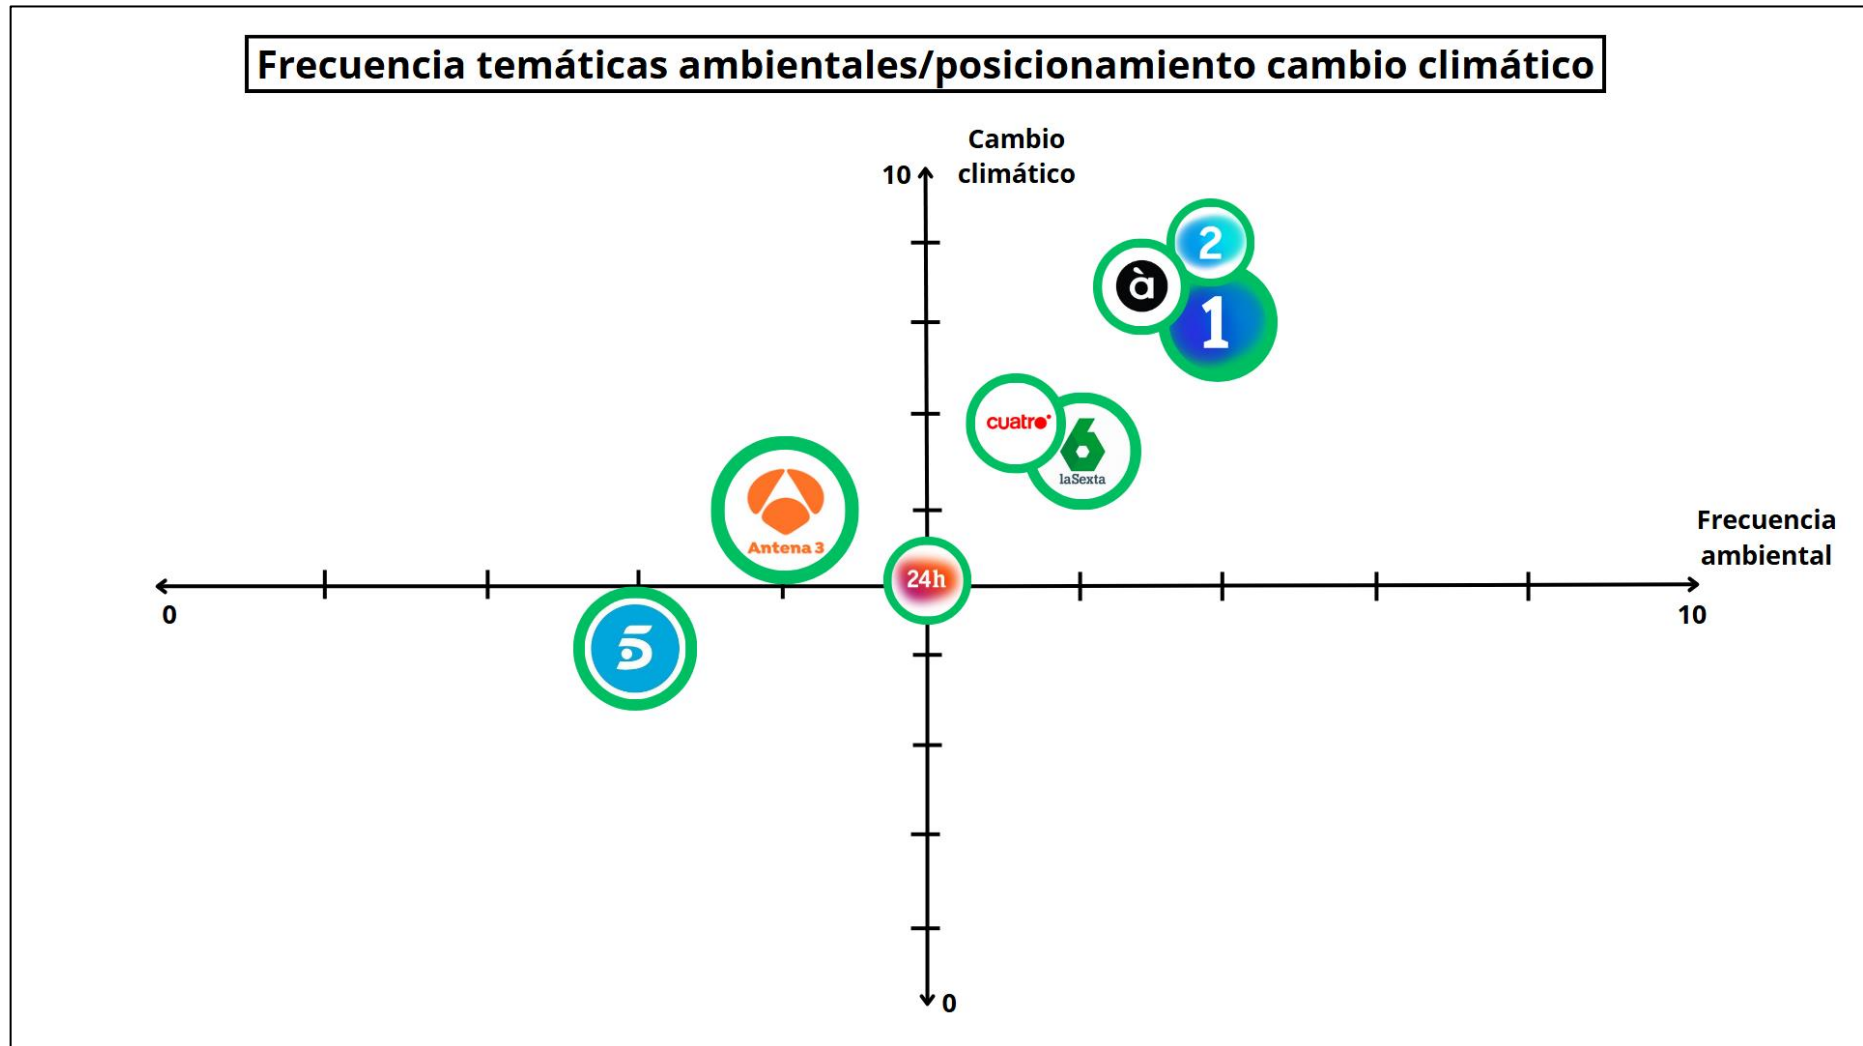 Frecuencia temáticas ambientales/posicionamiento cambio climático
Cambio
climático
10
2
à
1
cuatro
6
laSexta
Antena 3
Frecuencia
ambiental
24h
0
10
5
0